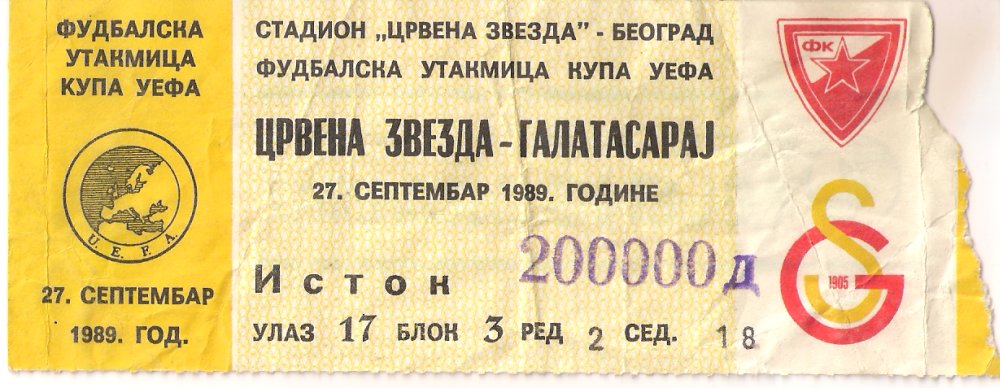 ФУДБАЛСКА
УТАКМИЦА
КУПА УЕФА
U.E.F.A.
27. СЕПТЕМБАР
1989. ГОД.
СТАДИОН „ЦРВЕНА ЗВЕЗДА” - БЕОГРАД
ФУДБАЛСКА УТАКМИЦА КУПА УЕФА
ЦРВЕНА ЗВЕЗДА - ГАЛАТАСАРАЈ
27. СЕПТЕМБАР 1989. ГОДИНЕ
200000 Д
Исток
УЛАЗ 17 БЛОК 3 РЕД 2 СЕД. 18
ФК
1905